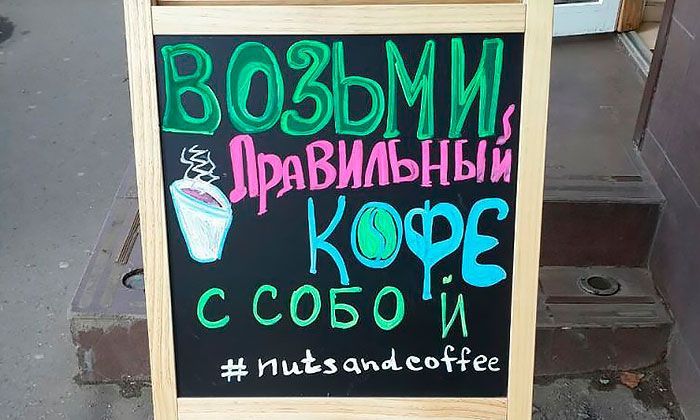 ВОЗЬМИ
ПРАВИЛЬНЫЙ
КОФЕ
С СОБОЙ
#nutsandcoffee